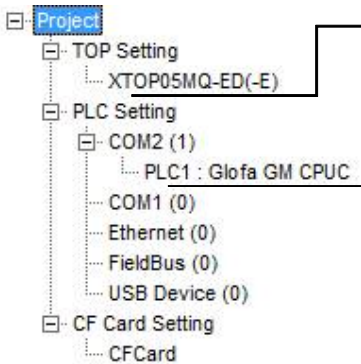 Project
TOP Setting
XTOP05MQ-ED(-E)
PLC Setting
COM2 (1)
PLC1 : Glofa GM CPUC
COM1 (0)
Ethernet (0)
FieldBus (0)
USB Device (0)
CF Card Setting
CFCard